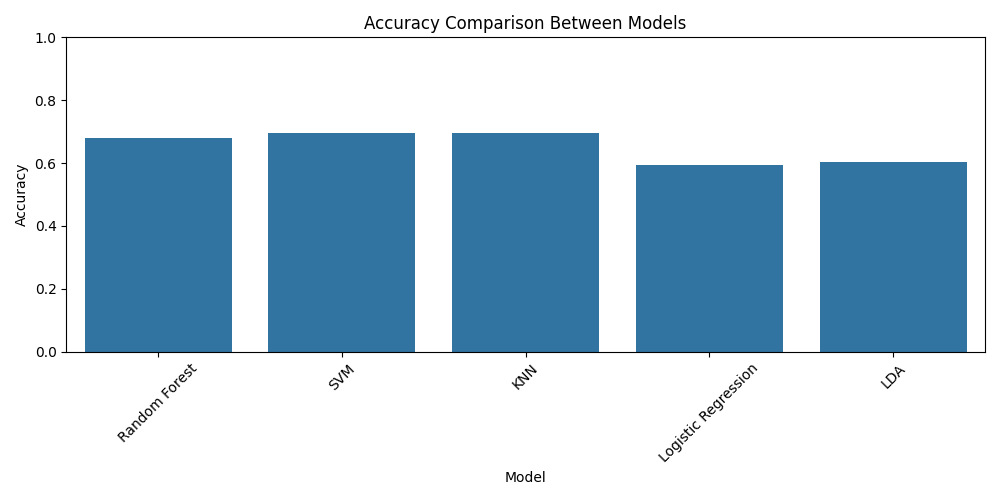 Accuracy Comparison Between Models
1.0
0.8
0.6
0.4
0.2
0.0
Accuracy
Random Forest
SVM
KNN
Logistic Regression
LDA
Model